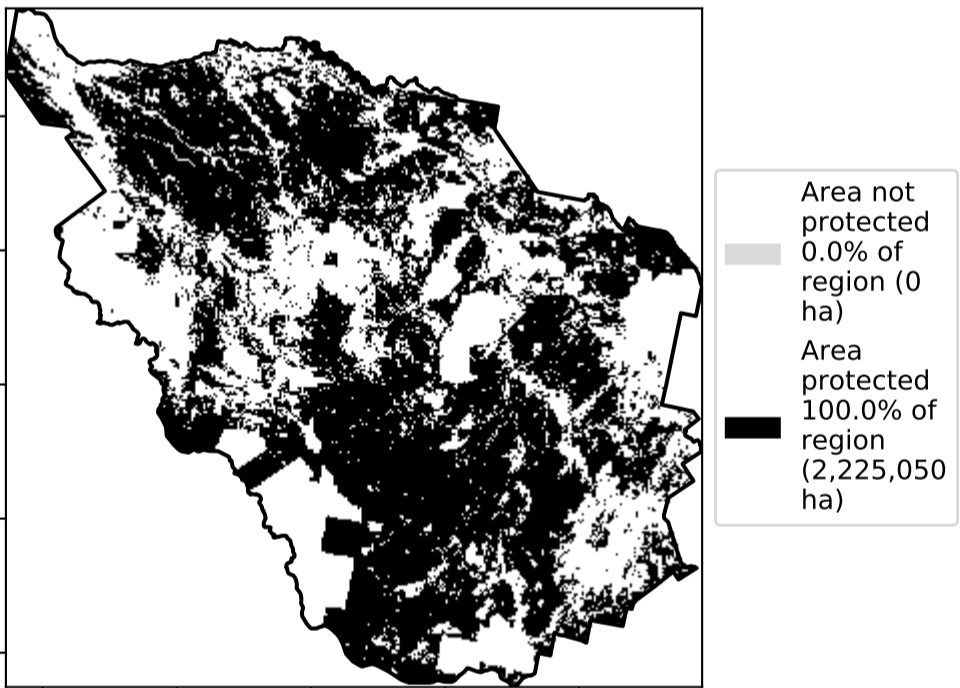 Area not
protected
0.0% of
region (0
ha)
Area
protected
100.0% of
region
(2,225,050
ha)